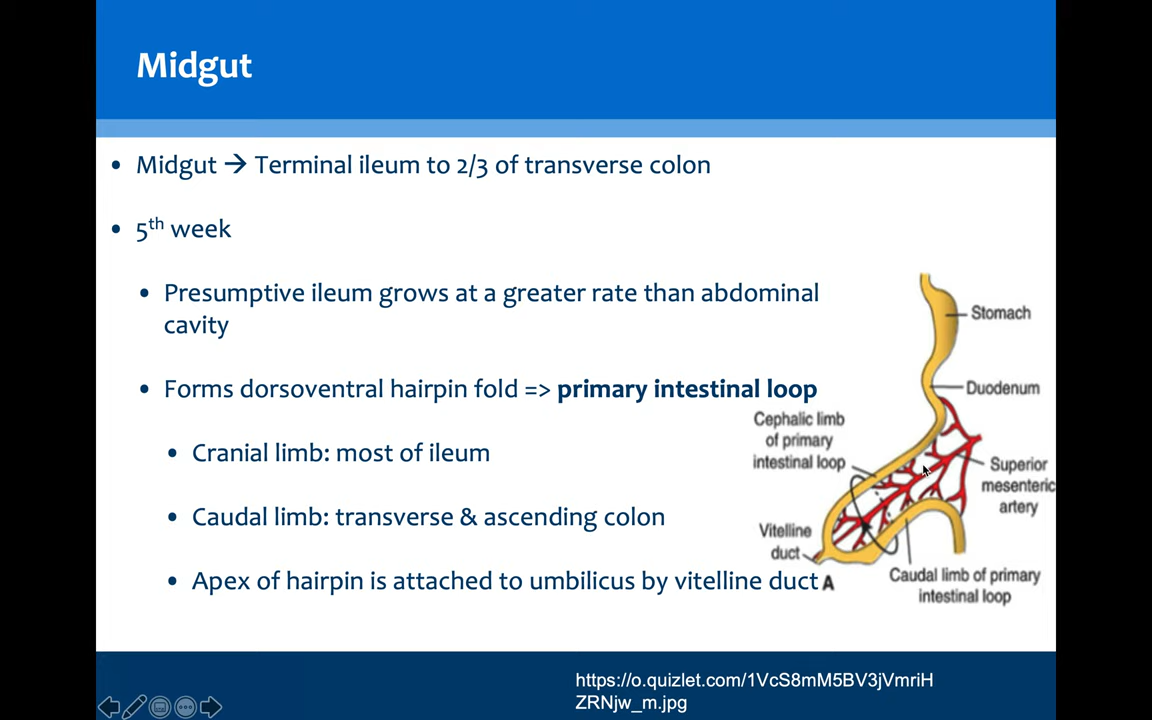 Midgut
• Midgut → Terminal ileum to 2/3 of transverse colon
• 5th week
• Presumptive ileum grows at a greater rate than abdominal
cavity
• Forms dorsoventral hairpin fold => primary intestinal loop
• Cranial limb: most of ileum
• Caudal limb: transverse & ascending colon
• Apex of hairpin is attached to umbilicus by vitelline duct
Stomach
Duodenum
Cephalic limb
of primary
intestinal loop
Superior
mesenteric
artery
Vitelline
duct
Caudal limb of primary
intestinal loop
A
https://o.quizlet.com/1VcS8mM5BV3jVmriH
ZRNjw_m.jpg